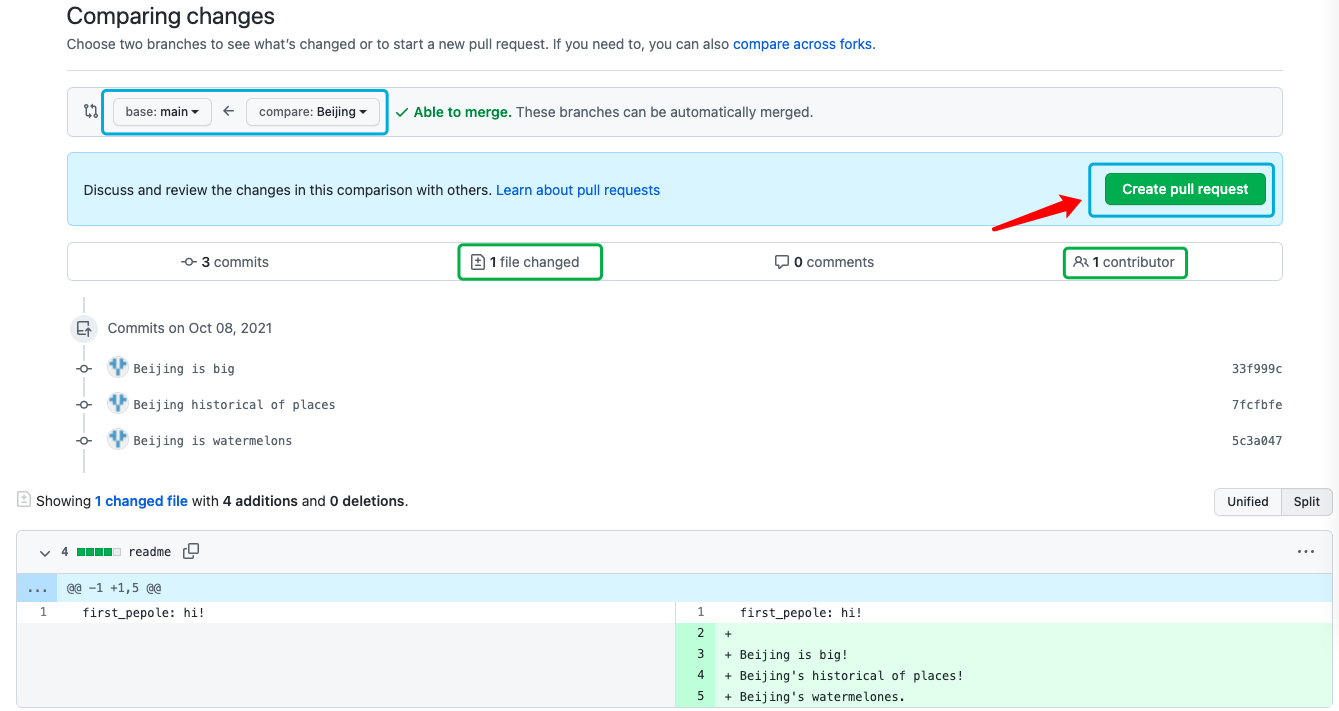 Comparing changes
Choose two branches to see what's changed or to start a new pull request. If you need to, you can also compare across forks.
base: main compare: Beijing Able to merge. These branches can be automatically merged.
Discuss and review the changes in this comparison with others. Learn about pull requests Create pull request
3 commits 1 file changed 0 comments 1 contributor
Commits on Oct 08, 2021
Beijing is big 33f999c
Beijing historical of places 7fcfbfe
Beijing is watermelons 5c3a047
Showing 1 changed file with 4 additions and 0 deletions. Unified Split
4 readme ...
... @@ -1 +1,5 @@
1 first_pepole: hi! 1 first_pepole: hi!
2 +
3 + Beijing is big!
4 + Beijing's historical of places!
5 + Beijing's watermelones.